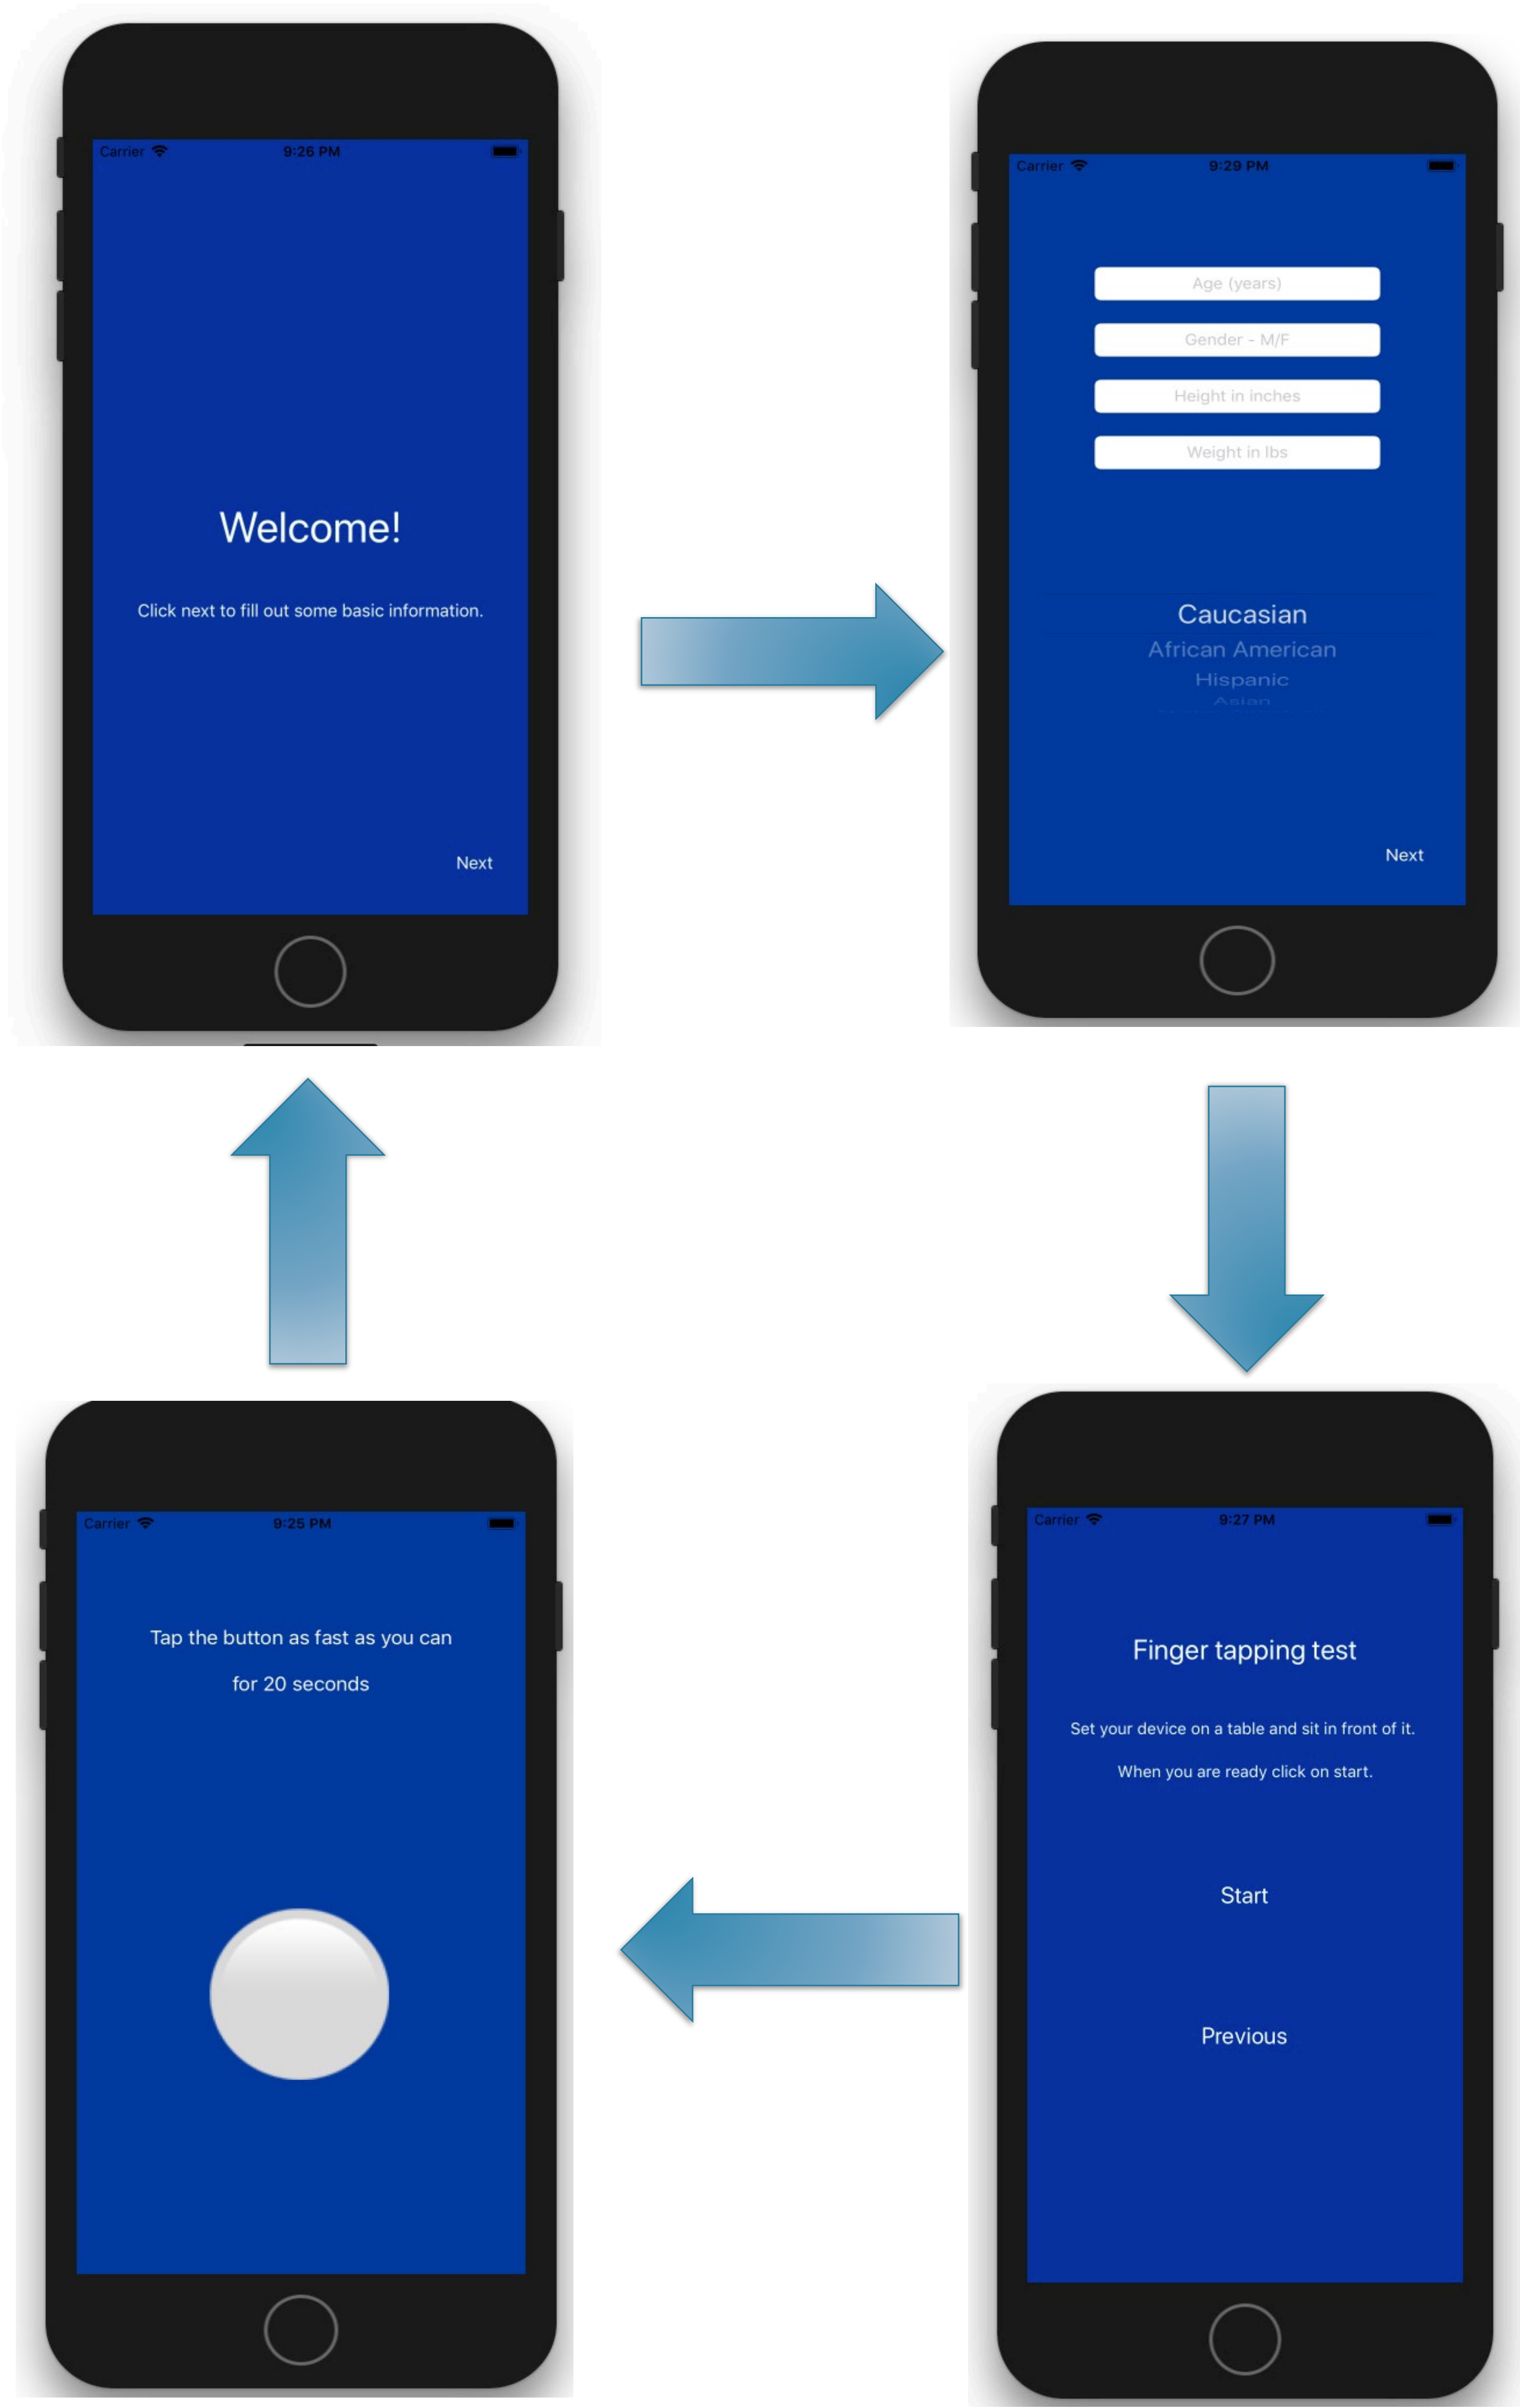 Carrier 9:26 PM
Welcome!
Click next to fill out some basic information.
Next
Carrier 9:29 PM
Age (years)
Gender - M/F
Height in inches
Weight in lbs
Caucasian
African American
Hispanic
Asian
Next
Carrier 9:27 PM
Finger tapping test
Set your device on a table and sit in front of it.
When you are ready click on start.
Start
Previous
Carrier 9:25 PM
Tap the button as fast as you can
for 20 seconds